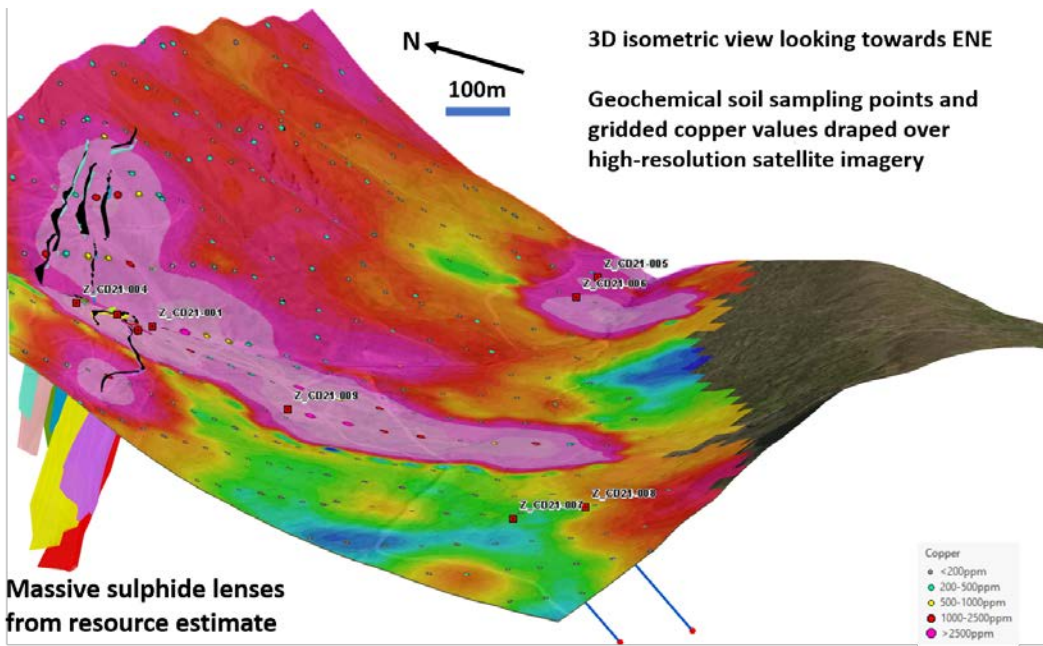 N
100m
3D isometric view looking towards ENE
Geochemical soil sampling points and
gridded copper values draped over
high-resolution satellite imagery
Z_CD21-005
Z_CD21-006
Z_CD21-004
Z_CD21-001
Z_CD21-009
Z_CD21-008
Z_CD21-007
Massive sulphide lenses
from resource estimate
Copper
<200ppm
200-500ppm
500-1000ppm
1000-2500ppm
>2500ppm